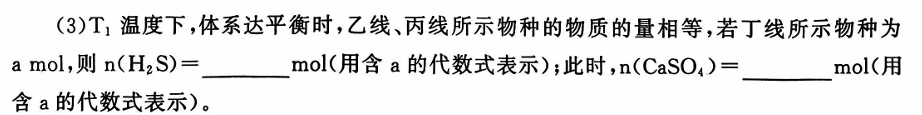 (3)T₁ 温度下,体系达平衡时,乙线、丙线所示物种的物质的量相等,若丁线所示物种为
a mol,则 n(H₂S)=______mol(用含 a 的代数式表示);此时,n(CaSO₄)=______mol(用
含 a 的代数式表示)。